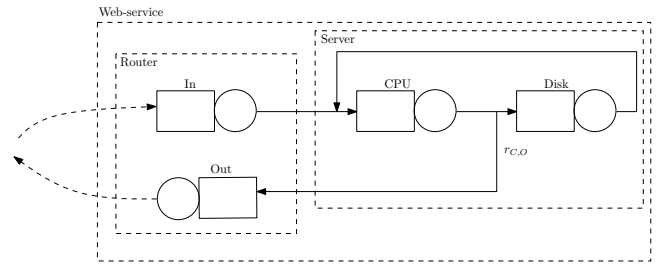 Web-service
Server
Router
In
CPU
Disk
r_{C,O}
Out